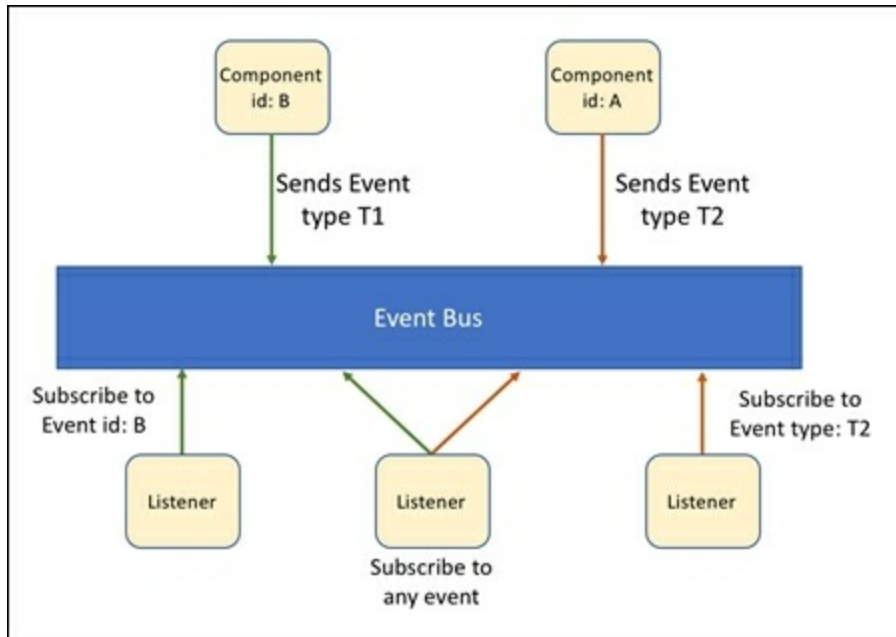 Component
id: B
Component
id: A
Sends Event
type T1
Sends Event
type T2
Event Bus
Subscribe to
Event id: B
Subscribe to
Event type: T2
Listener
Listener
Listener
Subscribe to
any event